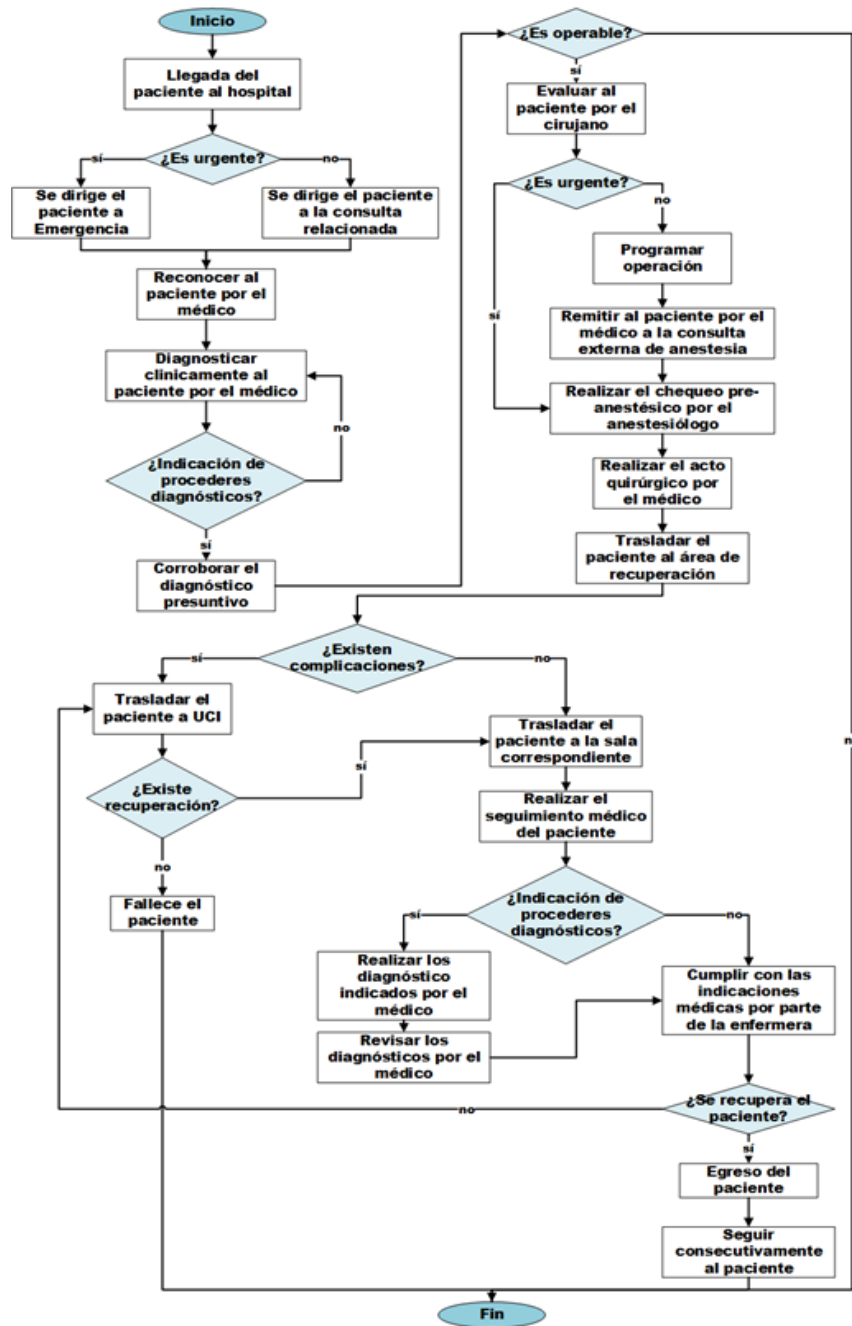 Inicio
Llegada del
paciente al hospital
¿Es urgente?
sí
no
Se dirige el
paciente a
Emergencia
Se dirige el paciente
a la consulta
relacionada
Reconocer al
paciente por el
médico
Diagnosticar
clinicamente al
paciente por el médico
no
¿Indicación de
procederes
diagnósticos?
sí
Corroborar el
diagnóstico
presuntivo
¿Es operable?
sí
Evaluar al
paciente por el
cirujano
¿Es urgente?
no
Programar
operación
sí
Remitir al paciente por el
médico a la consulta
externa de anestesia
Realizar el chequeo pre-
anestésico por el
anestesiólogo
Realizar el acto
quirúrgico por
el médico
Trasladar el
paciente al área de
recuperación
¿Existen
complicaciones?
sí
no
Trasladar el
paciente a UCI
Trasladar el
paciente a la sala
correspondiente
sí
¿Existe
recuperación?
no
Fallece el
paciente
Realizar el
seguimiento médico
del paciente
¿Indicación de
procederes
diagnósticos?
sí
no
Realizar los
diagnóstico
indicados por el
médico
Revisar los
diagnósticos por el
médico
Cumplir con las
indicaciones
médicas por parte
de la enfermera
¿Se recupera el
paciente?
no
sí
Egreso del
paciente
Seguir
consecutivamente
al paciente
Fin